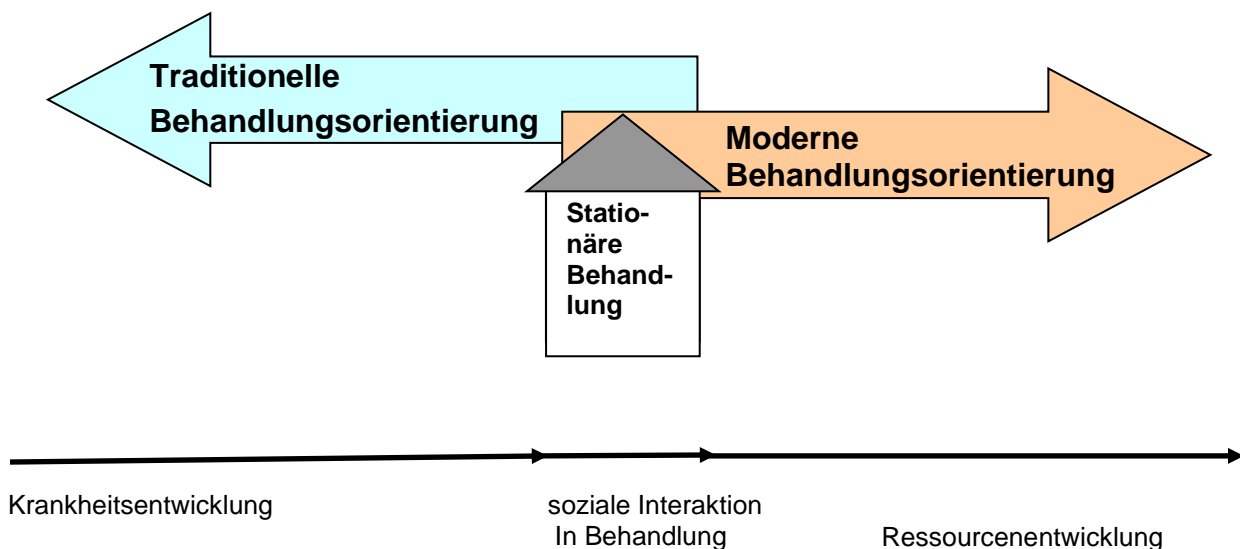 Traditionelle
Behandlungsorientierung
Moderne
Behandlungsorientierung
Statio-
näre
Behand-
lung
Krankheitsentwicklung
soziale Interaktion
In Behandlung
Ressourcenentwicklung